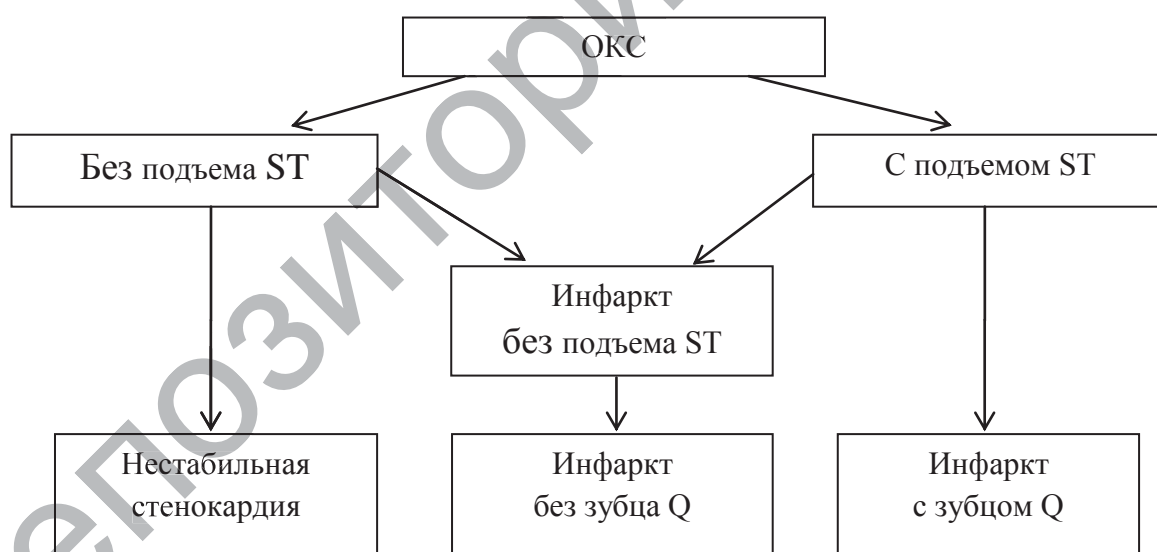 ОКС
Без подъема ST
С подъемом ST
Инфаркт
без подъема ST
Нестабильная
стенокардия
Инфаркт
без зубца Q
Инфаркт
с зубцом Q